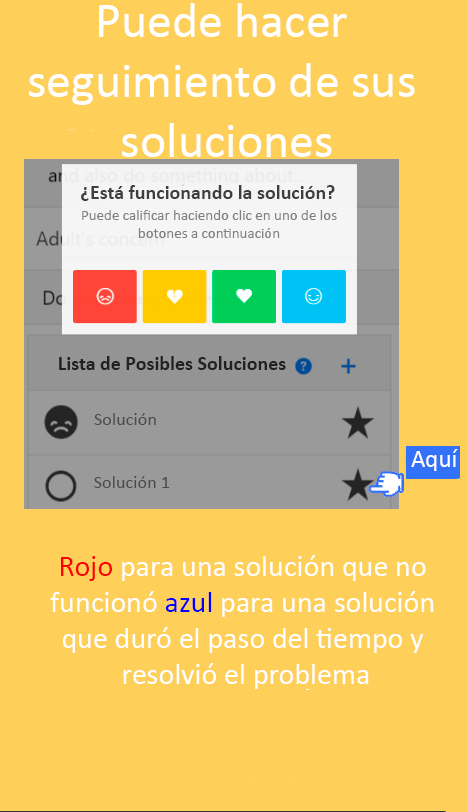 Puede hacer
seguimiento de sus
soluciones
and also do something about...
¿Está funcionando la solución?
Puede calificar haciendo clic en uno de los
botones a continuación
Adult's concern
Do
Lista de Posibles Soluciones ? +
Solución
Solución 1
Aquí
Rojo para una solución que no
funcionó azul para una solución
que duró el paso del tiempo y
resolvió el problema